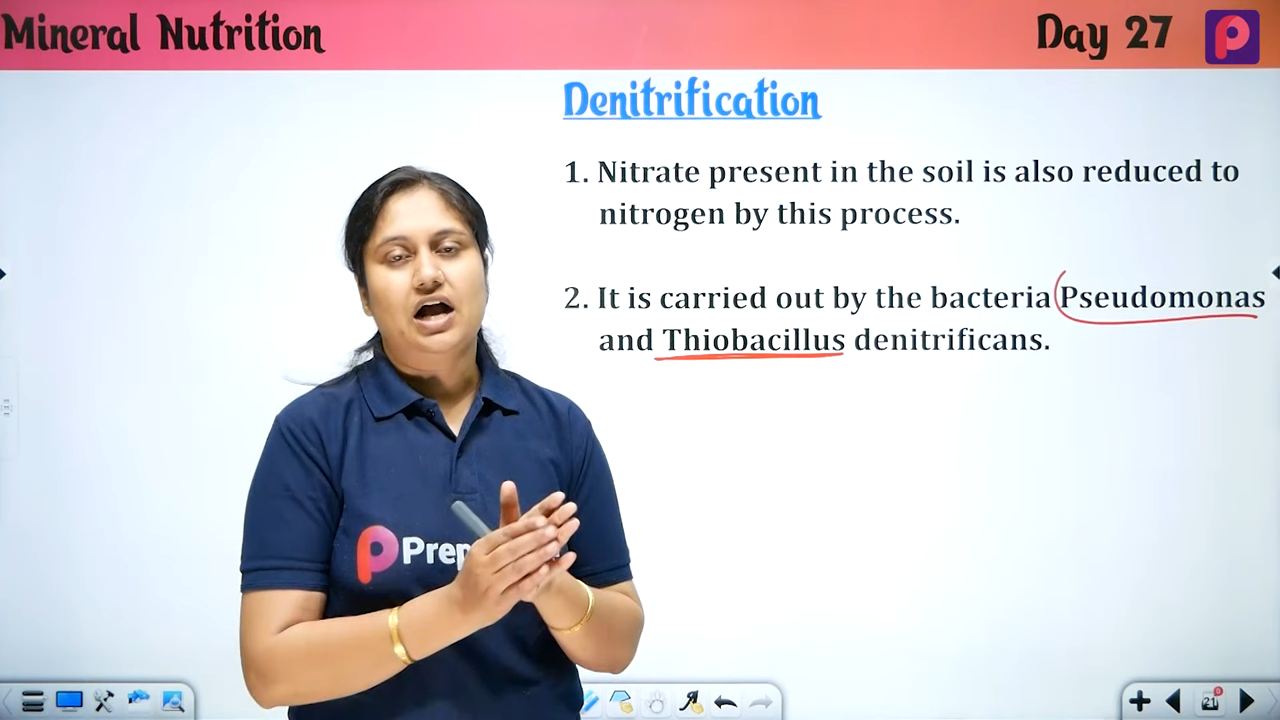 Mineral Nutrition
Day 27
Denitrification
1. Nitrate present in the soil is also reduced to
nitrogen by this process.
2. It is carried out by the bacteria Pseudomonas
and Thiobacillus denitrificans.
Prep
21